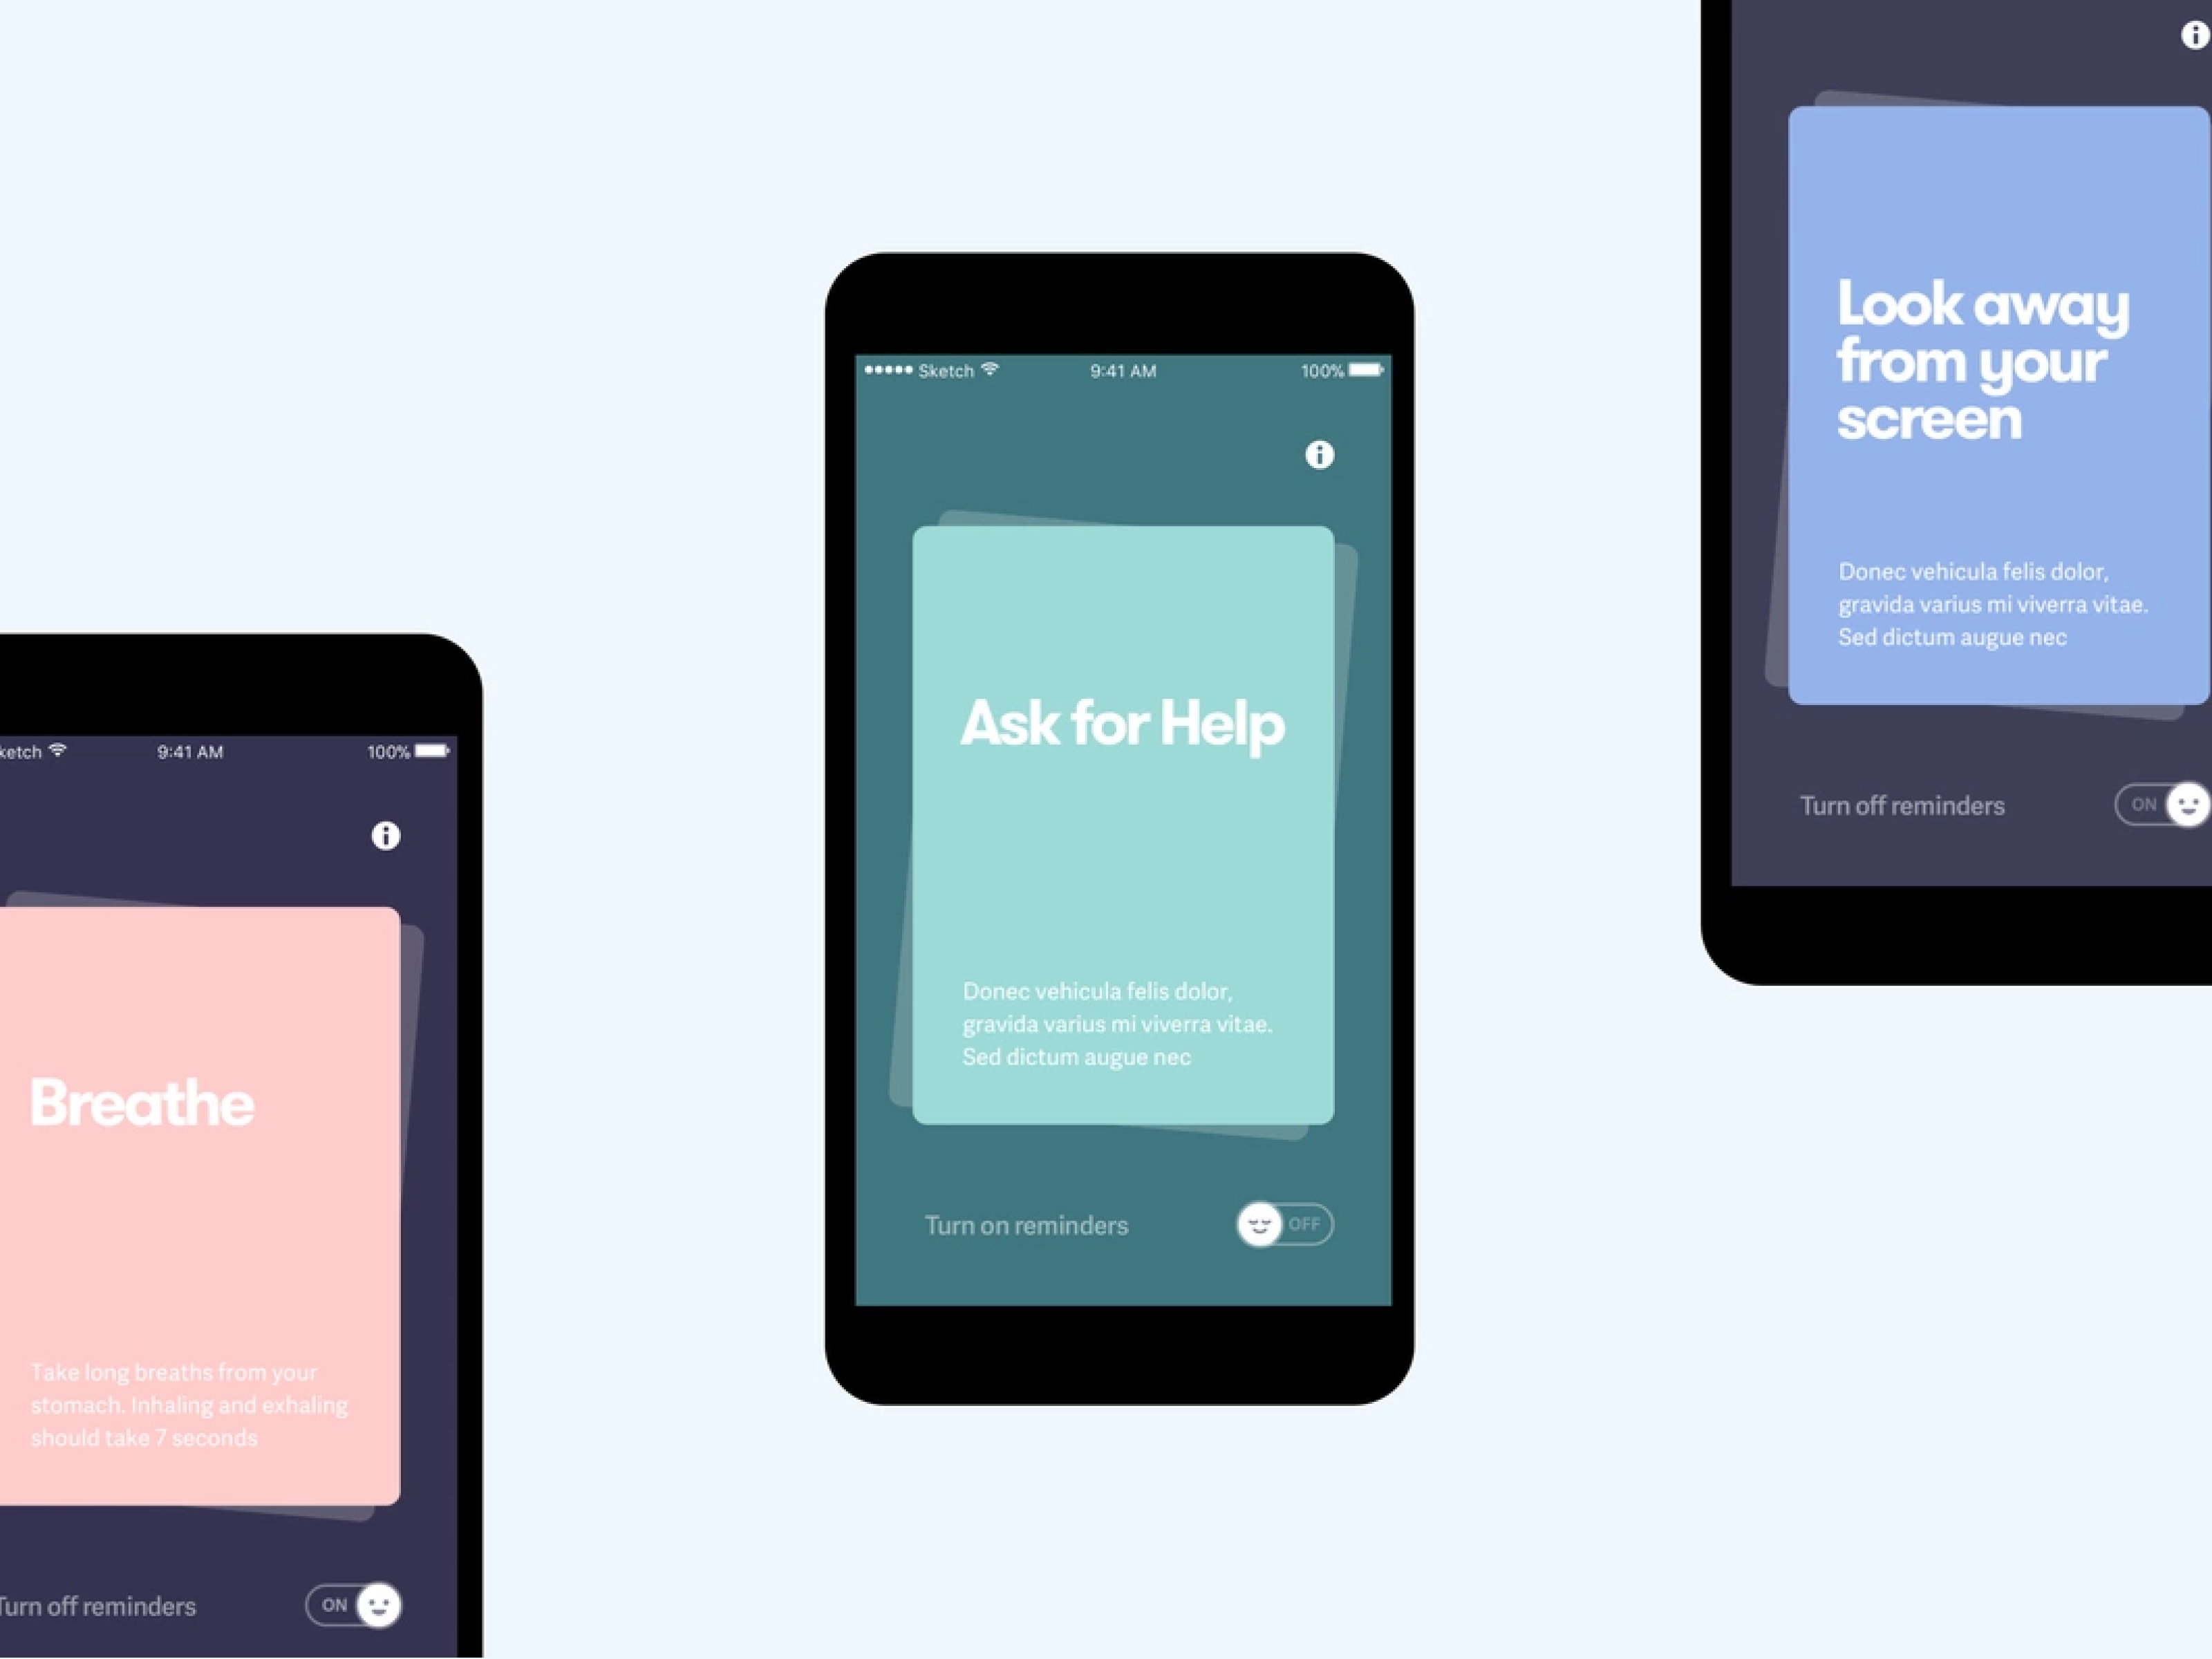 ketch 9:41 AM 100%
Breathe
Take long breaths from your
stomach. Inhaling and exhaling
should take 7 seconds
Turn off reminders ON
Sketch 9:41 AM 100%
Ask for Help
Donec vehicula felis dolor,
gravida varius mi viverra vitae.
Sed dictum augue nec
Turn on reminders OFF
Look away
from your
screen
Donec vehicula felis dolor,
gravida varius mi viverra vitae.
Sed dictum augue nec
Turn off reminders ON